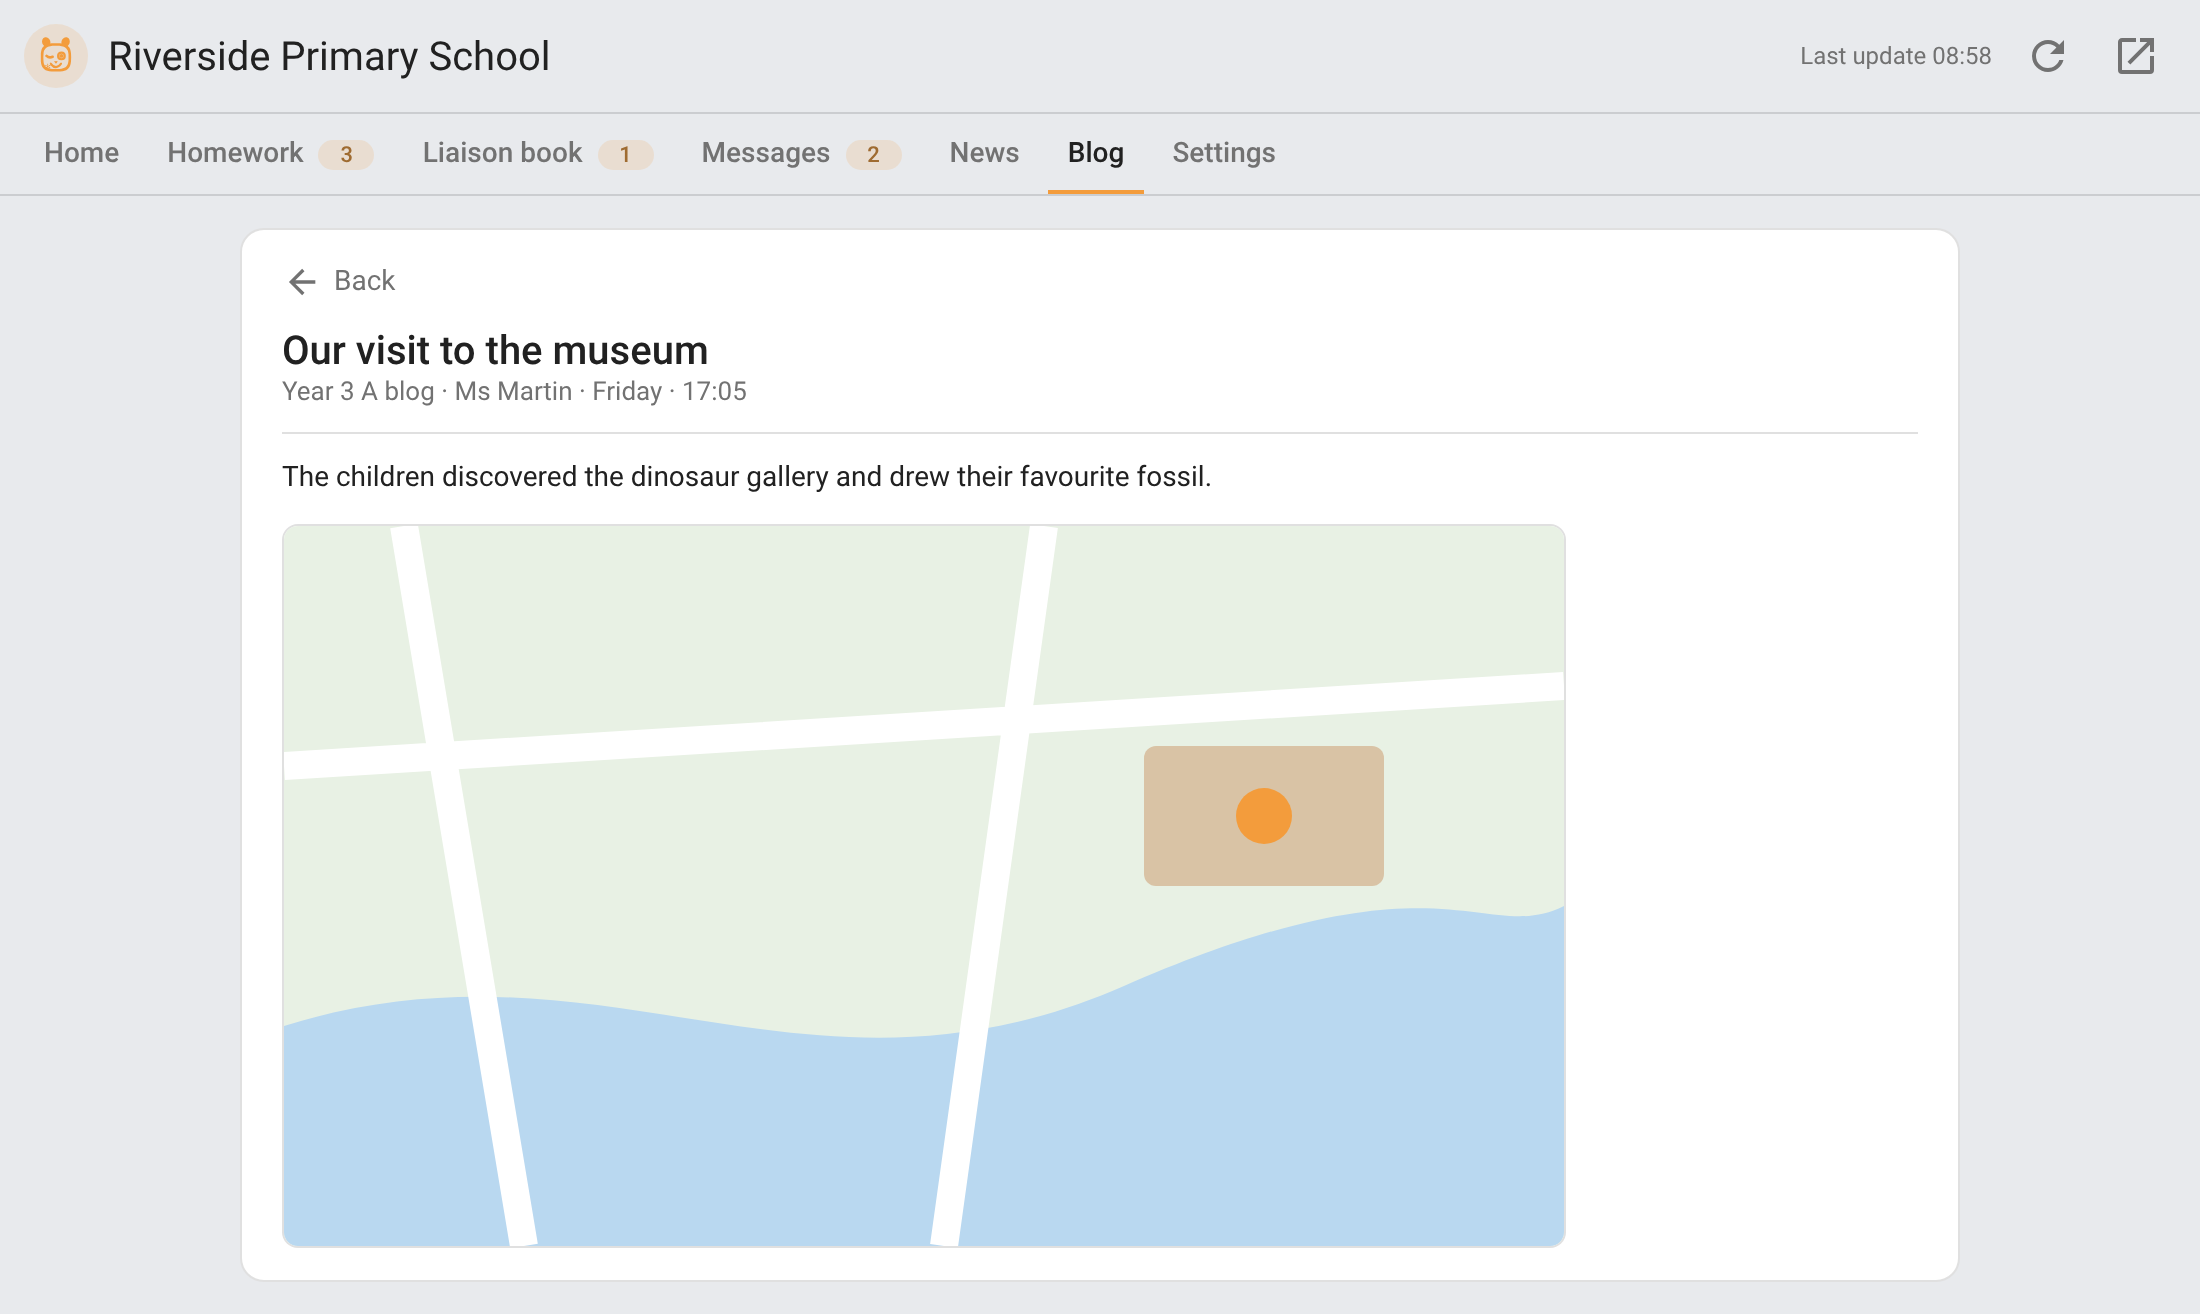 Riverside Primary School
Last update 08:58
Home
Homework 3
Liaison book 1
Messages 2
News
Blog
Settings
Back
Our visit to the museum
Year 3 A blog · Ms Martin · Friday · 17:05
The children discovered the dinosaur gallery and drew their favourite fossil.